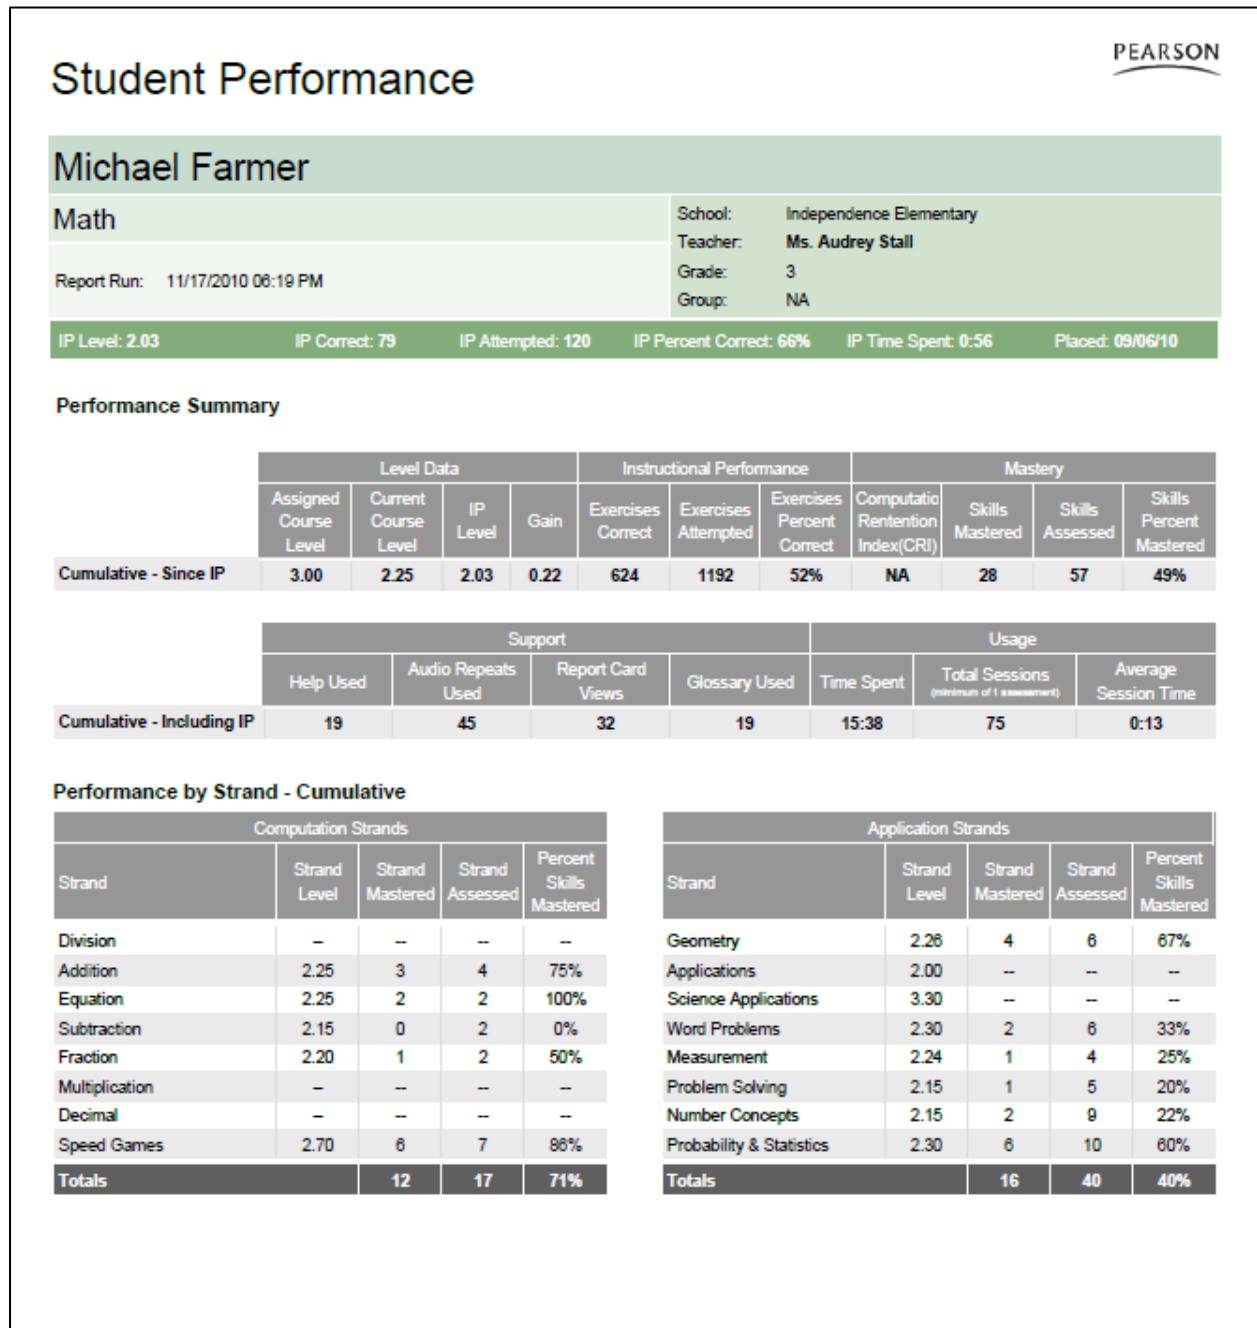 PEARSON
Student Performance
Michael Farmer
Math
School: Independence Elementary
Teacher: Ms. Audrey Stall
Report Run: 11/17/2010 06:19 PM
Grade: 3
Group: NA
IP Level: 2.03 IP Correct: 79 IP Attempted: 120 IP Percent Correct: 66% IP Time Spent: 0:56 Placed: 09/06/10
Performance Summary
Level Data Instructional Performance Mastery
Assigned Course Level Current Course Level IP Level Gain Exercises Correct Exercises Attempted Exercises Percent Correct Computatio Rentention Index(CRI) Skills Mastered Skills Assessed Skills Percent Mastered
Cumulative - Since IP 3.00 2.25 2.03 0.22 624 1192 52% NA 28 57 49%
Support Usage
Help Used Audio Repeats Used Report Card Views Glossary Used Time Spent Total Sessions (minimum of 1 assessment) Average Session Time
Cumulative - Including IP 19 45 32 19 15:38 75 0:13
Performance by Strand - Cumulative
Computation Strands
Strand Strand Level Strand Mastered Strand Assessed Percent Skills Mastered
Division – -- -- --
Addition 2.25 3 4 75%
Equation 2.25 2 2 100%
Subtraction 2.15 0 2 0%
Fraction 2.20 1 2 50%
Multiplication – -- -- --
Decimal – -- -- --
Speed Games 2.70 6 7 86%
Totals 12 17 71%
Application Strands
Strand Strand Level Strand Mastered Strand Assessed Percent Skills Mastered
Geometry 2.26 4 6 67%
Applications 2.00 -- -- --
Science Applications 3.30 -- -- --
Word Problems 2.30 2 6 33%
Measurement 2.24 1 4 25%
Problem Solving 2.15 1 5 20%
Number Concepts 2.15 2 9 22%
Probability & Statistics 2.30 6 10 60%
Totals 16 40 40%